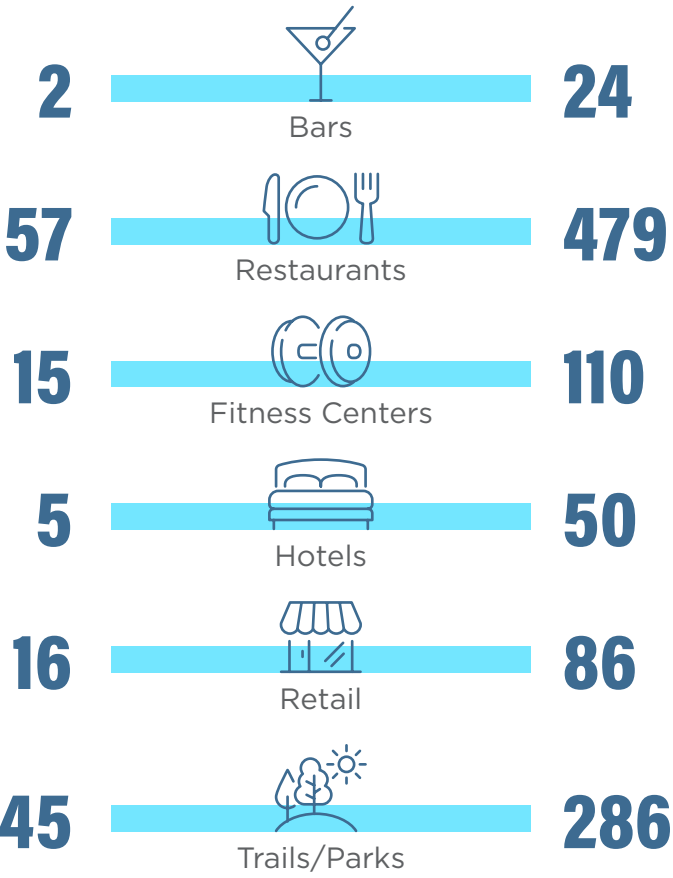 2 24
Bars
57 479
Restaurants
15 110
Fitness Centers
5 50
Hotels
16 86
Retail
45 286
Trails/Parks